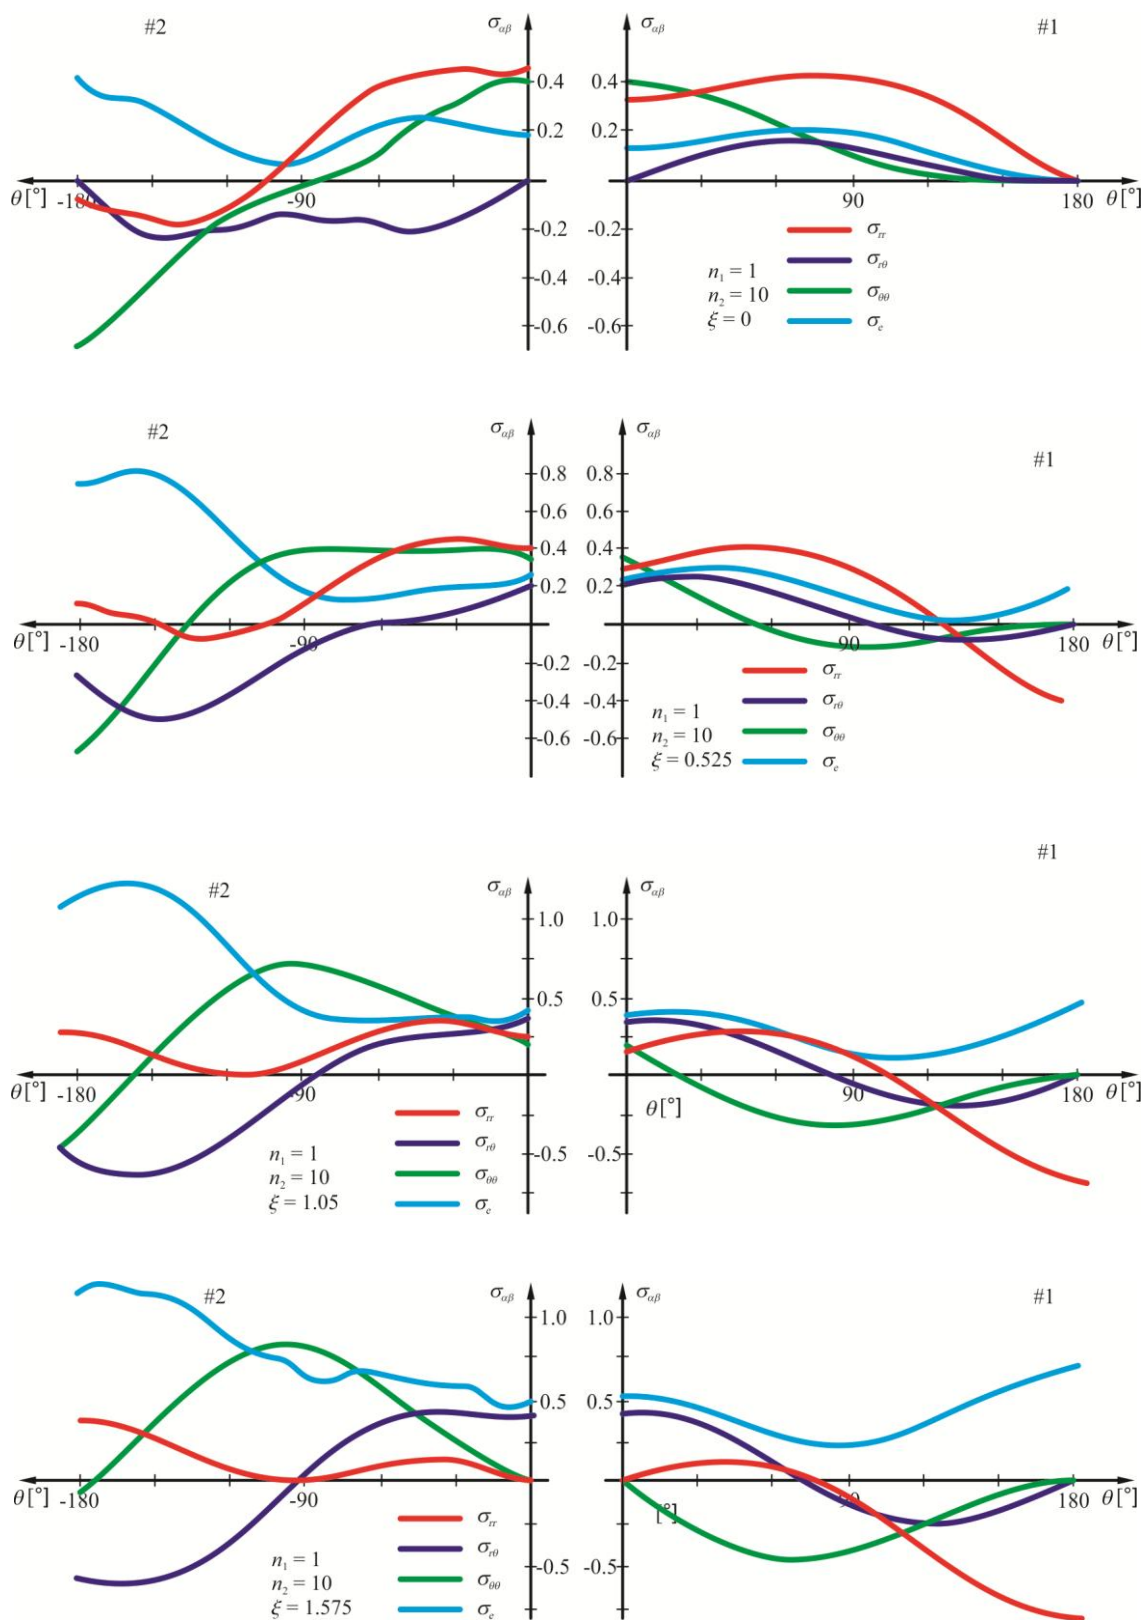 #2
σαβ
σαβ
#1
0.4
0.4
0.2
0.2
θ[°] -180
-90
0.0
90
180
θ[°]
-0.2
-0.2
σrr
-0.4
-0.4
n1 = 1
σrθ
n2 = 10
σθθ
-0.6
-0.6
ξ = 0
σe
#2
σαβ
σαβ
#1
0.8
0.8
0.6
0.6
0.4
0.4
0.2
0.2
θ[°] -180
-90
90
180 θ[°]
-0.2
-0.2
σrr
-0.4
-0.4
n1 = 1
σrθ
-0.6
-0.6
n2 = 10
σθθ
ξ = 0.525
σe
#1
#2
σαβ
σαβ
1.0
1.0
0.5
0.5
θ[°] -180
-90
θ[°]
90
180 θ[°]
σrr
-0.5
-0.5
n1 = 1
σrθ
n2 = 10
σθθ
ξ = 1.05
σe
#2
σαβ
σαβ
#1
1.0
1.0
0.5
0.5
θ[°] -180
-90
[°]
90
180 θ[°]
σrr
-0.5
-0.5
n1 = 1
σrθ
n2 = 10
σθθ
ξ = 1.575
σe